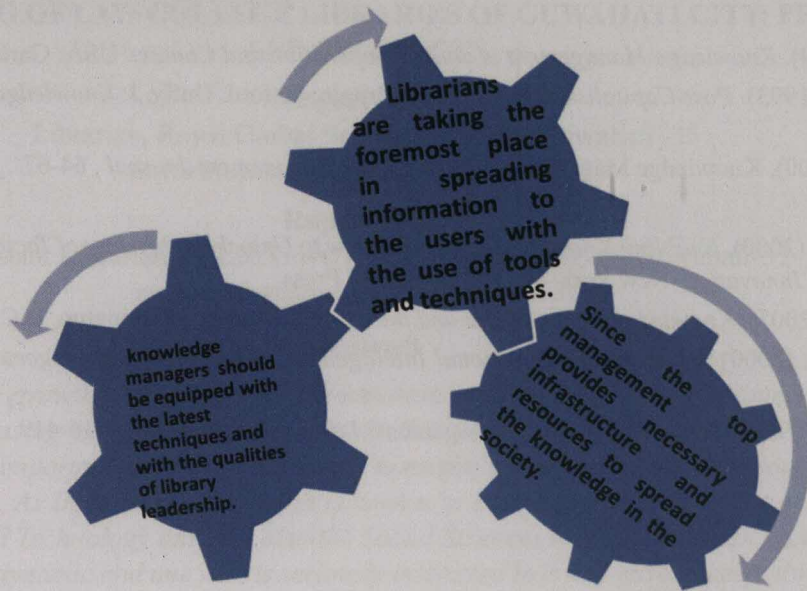 Librarians
are taking the
foremost place
in spreading
information to
the users with
the use of tools
and techniques.
knowledge
managers should
be equipped with
the latest
techniques and
with the qualities
of library
leadership.
Since the top
management
provides necessary
infrastructure and
resources to spread
the knowledge in the
society.